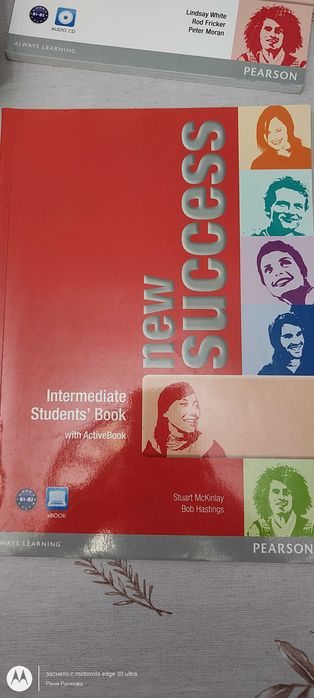 Lindsay White
Rod Fricker
Peter Moran
B1-B2
AUDIO CD
ALWAYS LEARNING
PEARSON
new
success
Intermediate
Students' Book
with ActiveBook
Stuart McKinlay
Bob Hastings
B1-B2+
eBOOK
WAYS LEARNING
PEARSON
заснето с motorola edge 30 ultra
Рени Ранкова